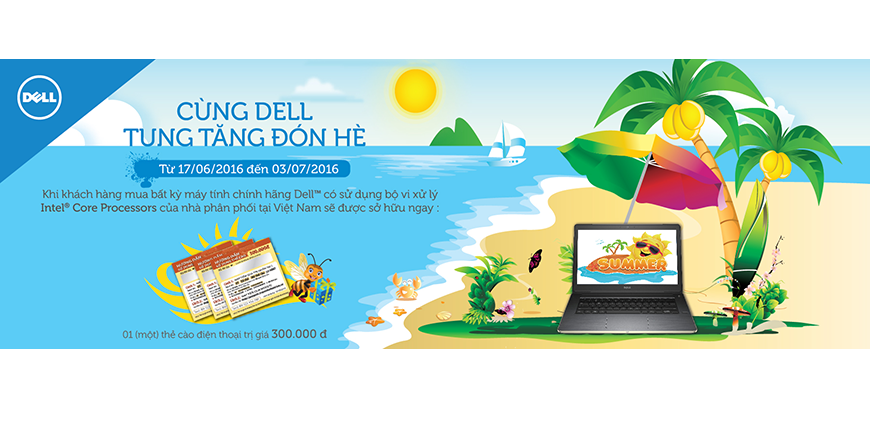 DELL
CÙNG DELL
TUNG TĂNG ĐÓN HÈ
Từ 17/06/2016 đến 03/07/2016
Khi khách hàng mua bất kỳ máy tính chính hãng Dell™ có sử dụng bộ vi xử lý
Intel® Core Processors của nhà phân phối tại Việt Nam sẽ được sở hữu ngay :
SUMMER
01 (một) thẻ cào điện thoại trị giá 300.000 đ